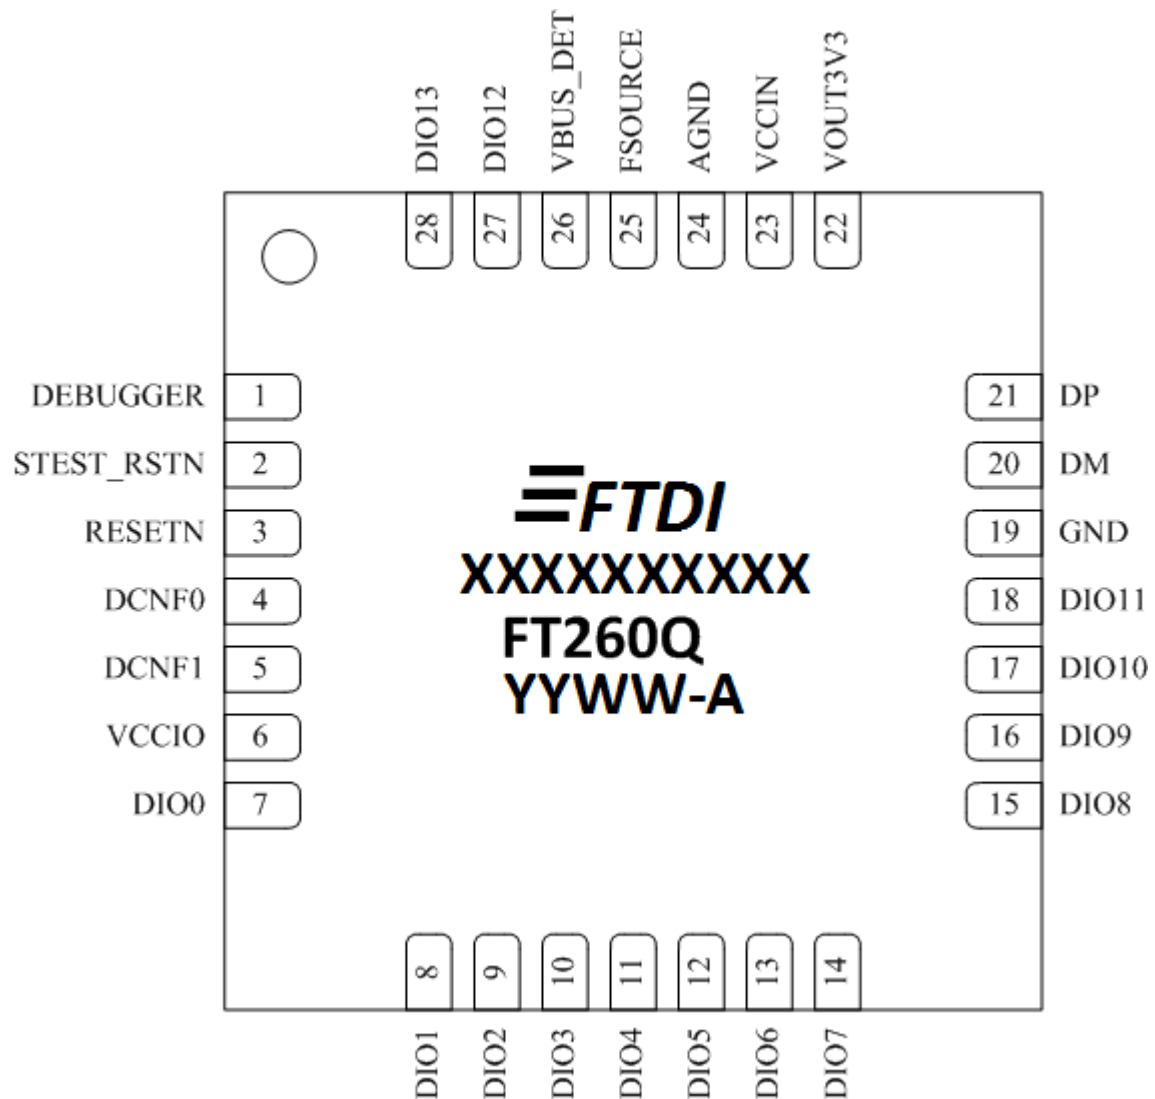 DIO13 DIO12 VBUS_DET FSOURCE AGND VCCIN VOUT3V3
28 27 26 25 24 23 22
DEBUGGER 1 21 DP
STEST_RSTN 2 20 DM
RESETN 3 19 GND
DCNF0 4 18 DIO11
DCNF1 5 17 DIO10
VCCIO 6 16 DIO9
DIO0 7 15 DIO8
FTDI
XXXXXXXXXX
FT260Q
YYWW-A
8 9 10 11 12 13 14
DIO1 DIO2 DIO3 DIO4 DIO5 DIO6 DIO7